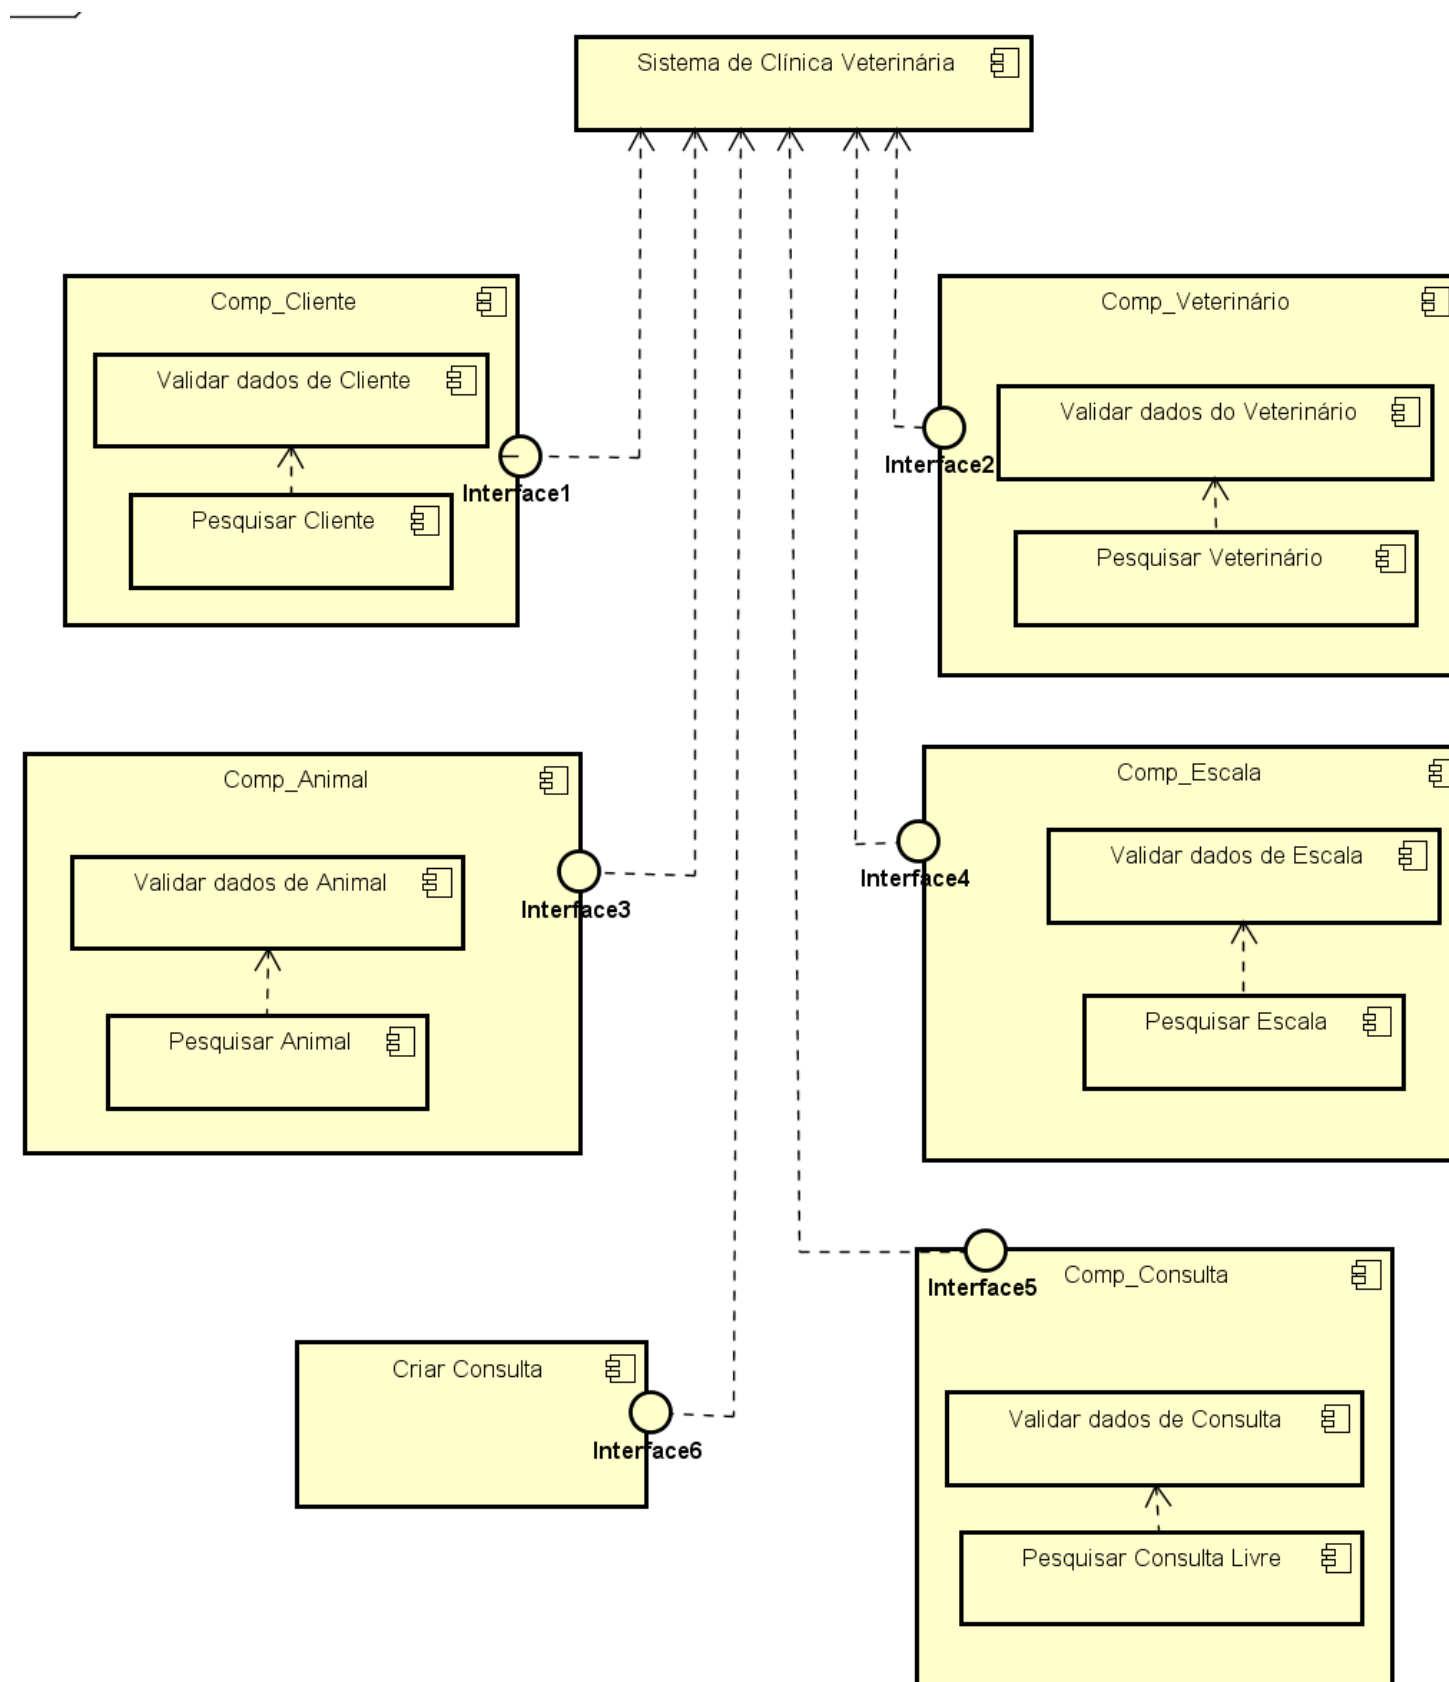 Sistema de Clínica Veterinária
Comp_Cliente
Validar dados de Cliente
Interface1
Pesquisar Cliente
Comp_Veterinário
Validar dados do Veterinário
Interface2
Pesquisar Veterinário
Comp_Animal
Validar dados de Animal
Interface3
Pesquisar Animal
Comp_Escala
Validar dados de Escala
Interface4
Pesquisar Escala
Criar Consulta
Interface6
Interface5
Comp_Consulta
Validar dados de Consulta
Pesquisar Consulta Livre